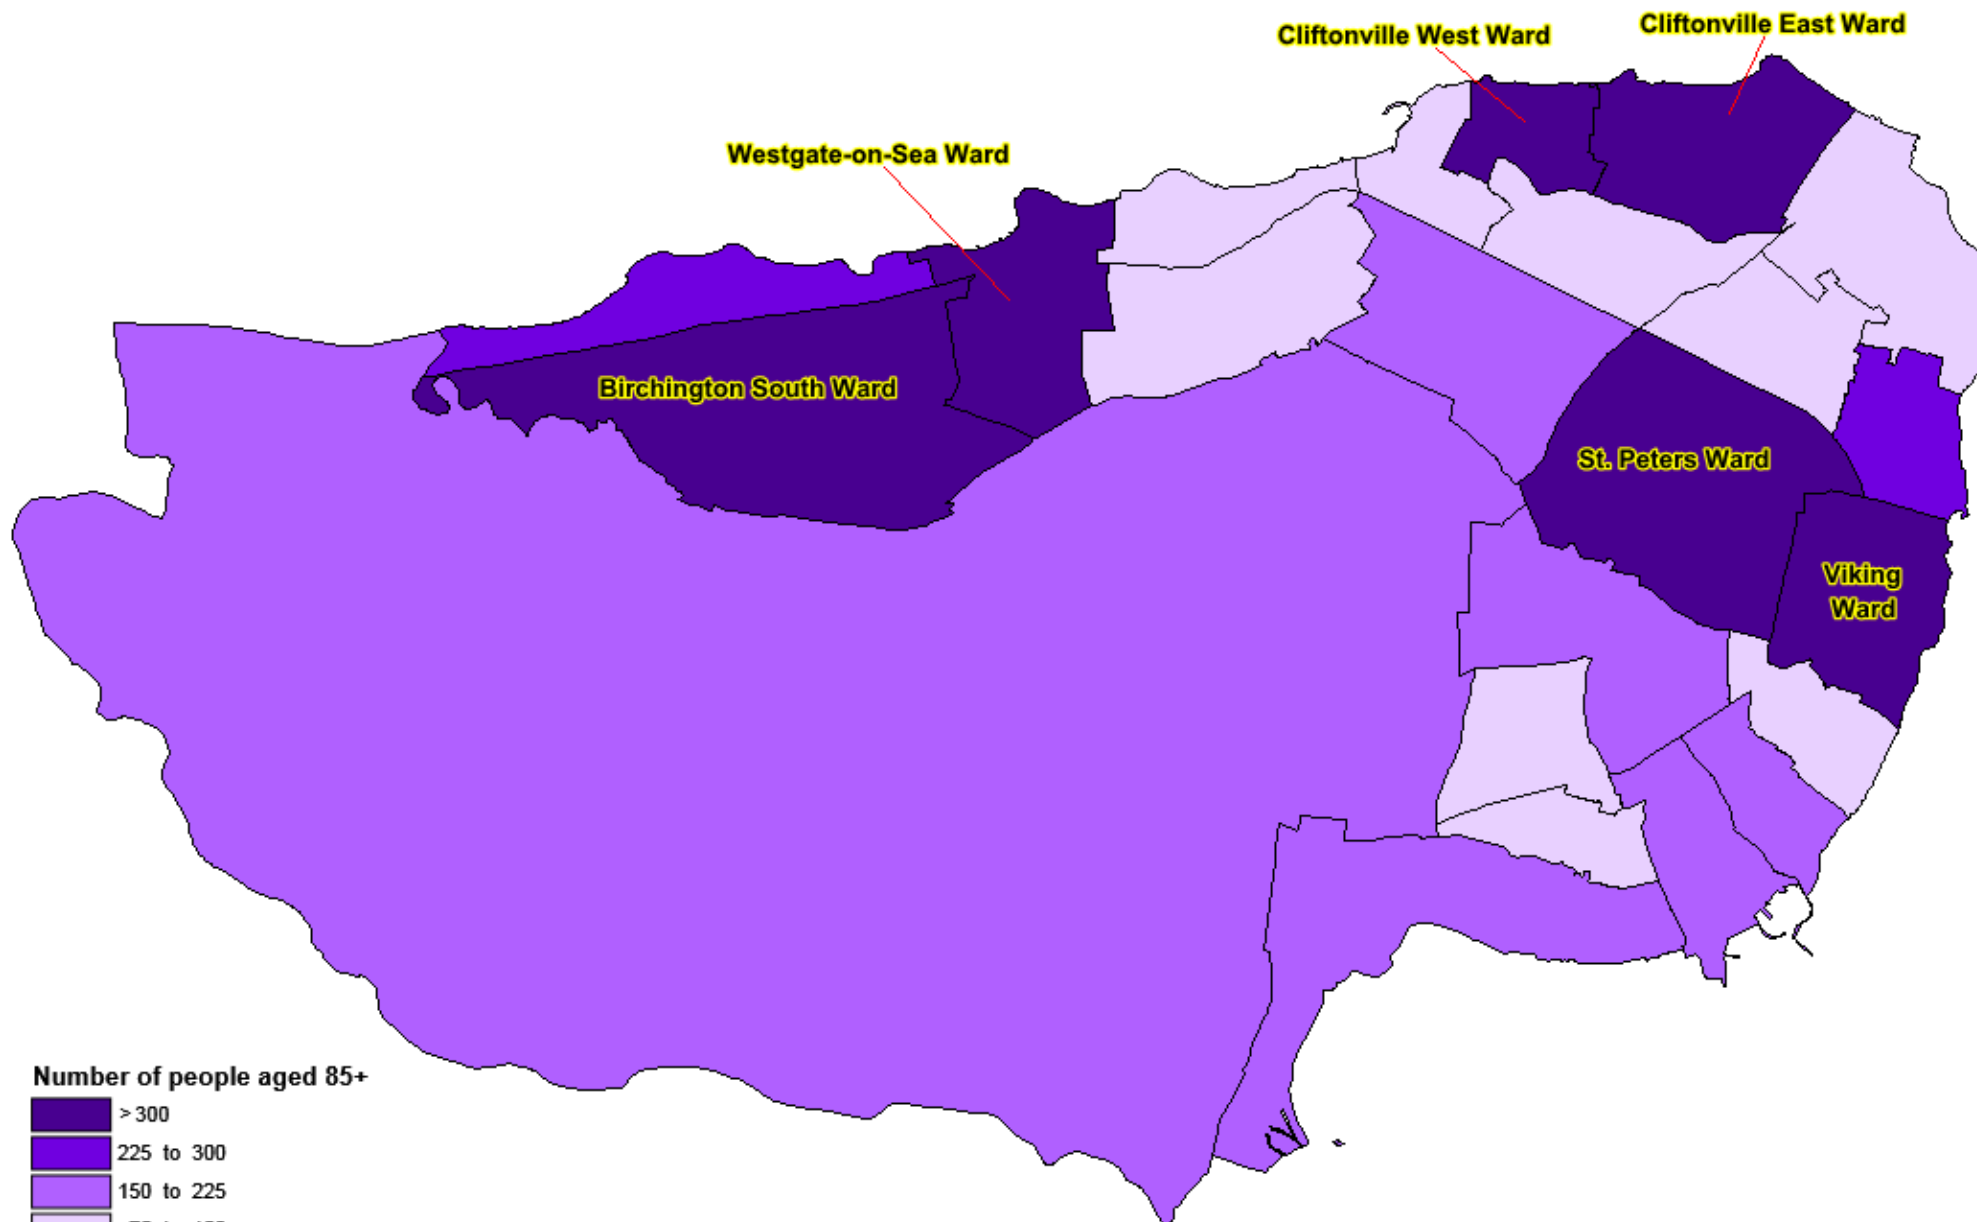 Cliftonville East Ward
Cliftonville West Ward
Westgate-on-Sea Ward
Birchington South Ward
St. Peters Ward
Viking
Ward
Number of people aged 85+
> 300
225 to 300
150 to 225